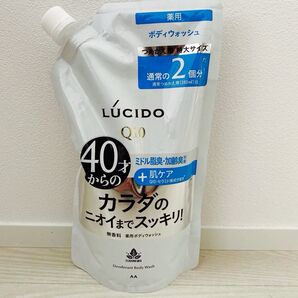 薬用
ボディウォッシュ
つめかえ用 特大サイズ
通常の2個分
LÚCIDO
Q10
40才
からの
ミドル脂臭・加齢臭
+肌ケア
カラダの
ニオイまでスッキリ!
無香料 薬用ボディウォッシュ
Deodorant Body Wash
AA